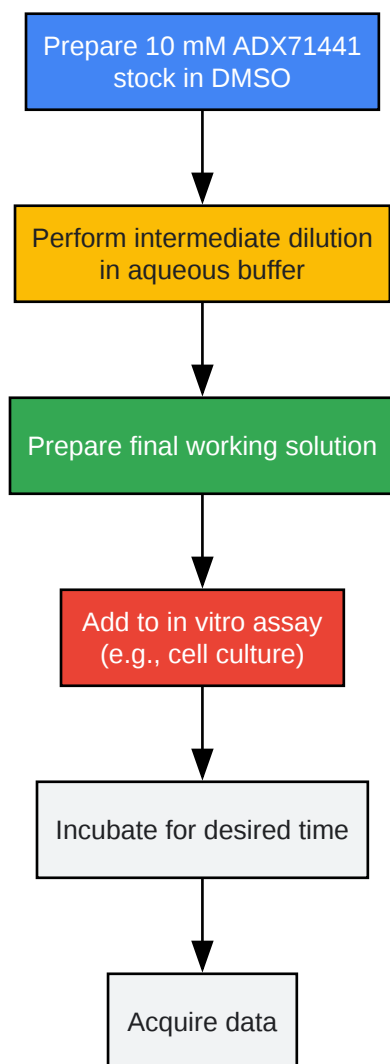 Prepare 10 mM ADX71441
stock in DMSO
Perform intermediate dilution
in aqueous buffer
Prepare final working solution
Add to in vitro assay
(e.g., cell culture)
Incubate for desired time
Acquire data